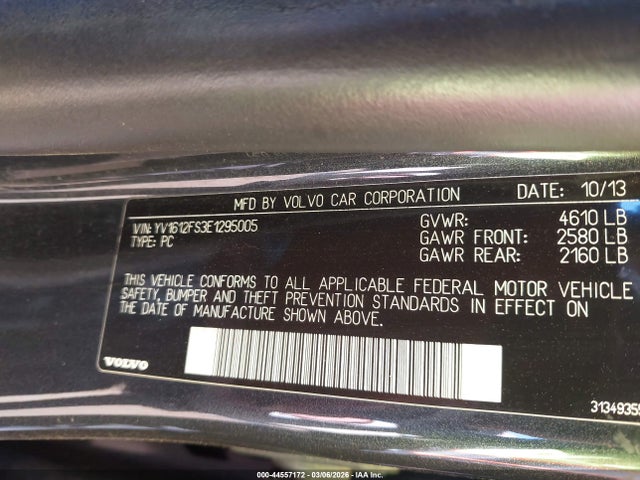 MFD BY VOLVO CAR CORPORATION DATE: 10/13
VIN: YV1612FS3E1295005 GVWR: 4610 LB
TYPE: PC GAWR FRONT: 2580 LB
GAWR REAR: 2160 LB
THIS VEHICLE CONFORMS TO ALL APPLICABLE FEDERAL MOTOR VEHICLE
SAFETY, BUMPER AND THEFT PREVENTION STANDARDS IN EFFECT ON
THE DATE OF MANUFACTURE SHOWN ABOVE.
VOLVO
000-44557172 - 03/06/2026 - IAA Inc.